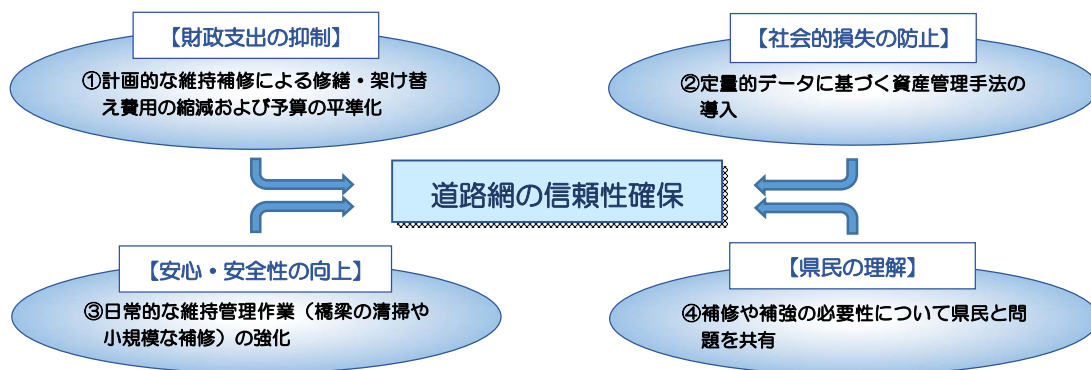 【財政支出の抑制】
①計画的な維持補修による修繕・架け替
え費用の縮減および予算の平準化
【社会的損失の防止】
②定量的データに基づく資産管理手法の
導入
道路網の信頼性確保
【安心・安全性の向上】
③日常的な維持管理作業（橋梁の清掃や
小規模な補修）の強化
【県民の理解】
④補修や補強の必要性について県民と問
題を共有